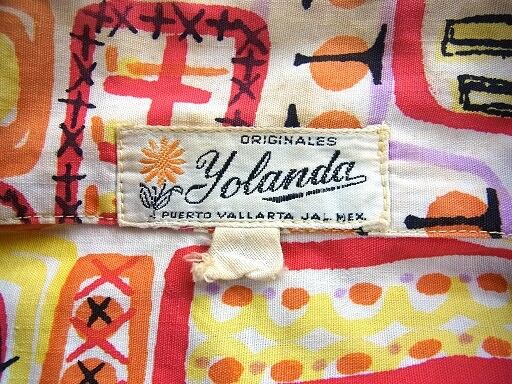 ORIGINALES
Yolanda
PUERTO VALLARTA JAL. MEX.